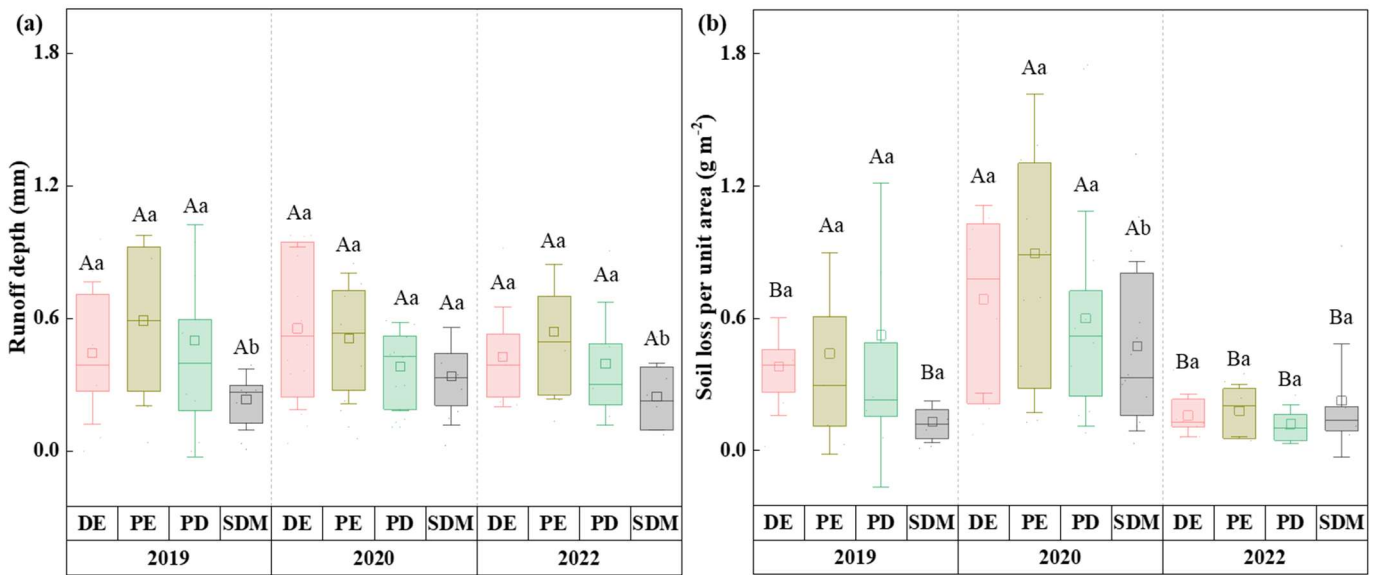 (a)
Runoff depth (mm)
1.8
1.2
0.6
0.0
Aa
Aa
Aa
Ab
Aa
Aa
Aa
Aa
Aa
Aa
Aa
Ab
DE PE PD SDM DE PE PD SDM DE PE PD SDM
2019 2020 2022
(b)
Soil loss per unit area (g m⁻²)
1.8
1.2
0.6
0.0
Ba
Aa
Aa
Ba
Aa
Aa
Aa
Ab
Ba
Ba
Ba
Ba
DE PE PD SDM DE PE PD SDM DE PE PD SDM
2019 2020 2022